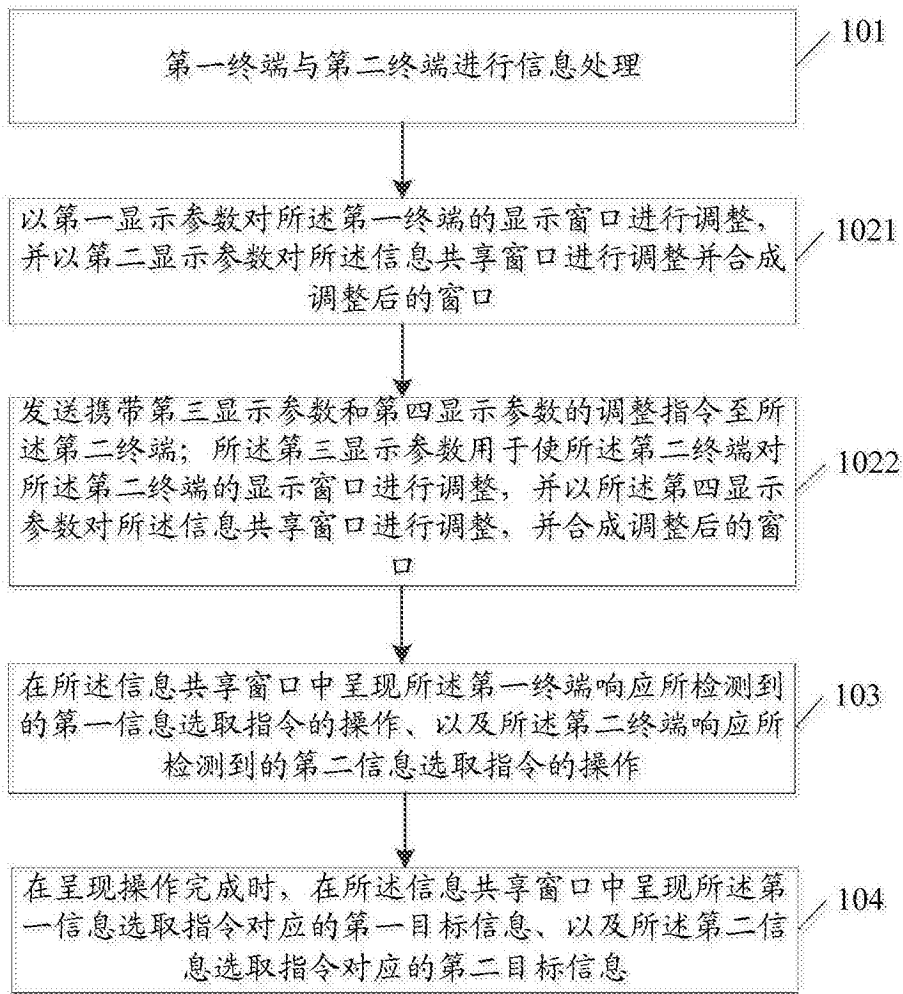 第一终端与第二终端进行信息处理
101
以第一显示参数对所述第一终端的显示窗口进行调整，
并以第二显示参数对所述信息共享窗口进行调整并合成
调整后的窗口
1021
发送携带第三显示参数和第四显示参数的调整指令至所
述第二终端；所述第三显示参数用于使所述第二终端对
所述第二终端的显示窗口进行调整，并以所述第四显示
参数对所述信息共享窗口进行调整，并合成调整后的窗
口
1022
在所述信息共享窗口中呈现所述第一终端响应所检测到
的第一信息选取指令的操作、以及所述第二终端响应所
检测到的第二信息选取指令的操作
103
在呈现操作完成时，在所述信息共享窗口中呈现所述第
一信息选取指令对应的第一目标信息、以及所述第二信
息选取指令对应的第二目标信息
104